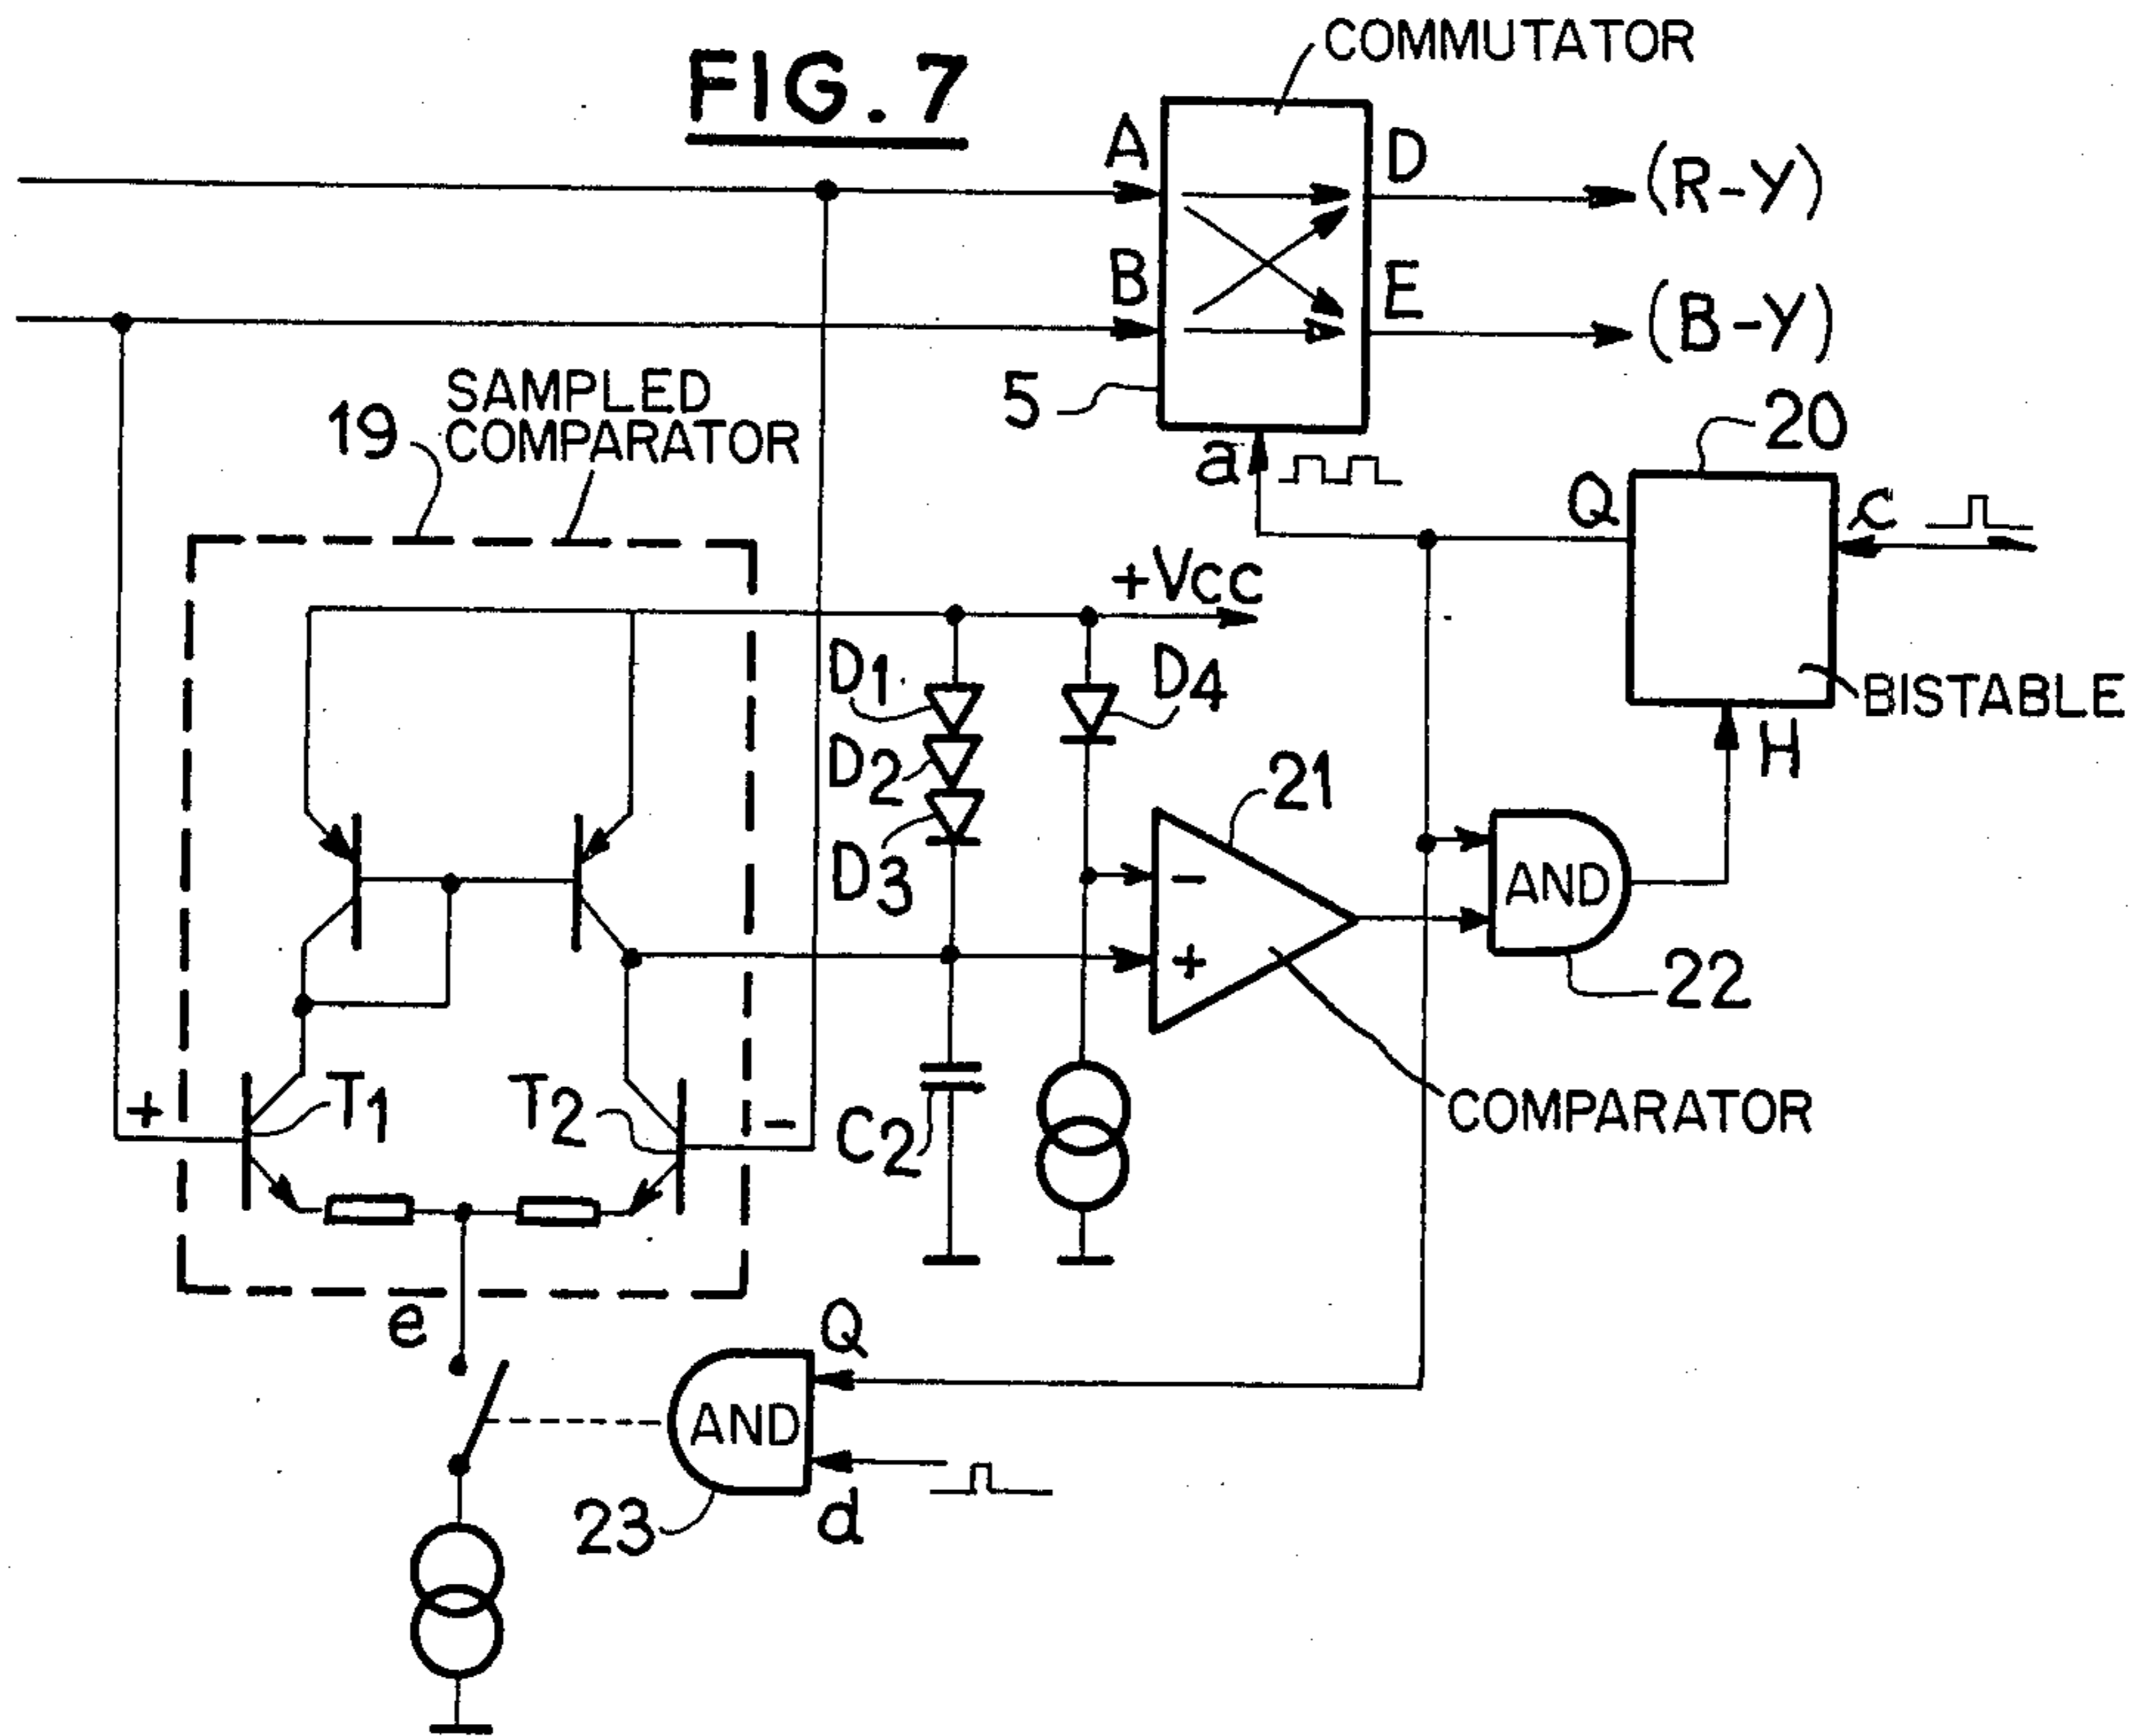 FIG. 7
COMMUTATOR
A
D
(R-Y)
B
E
(B-Y)
5
a
19
SAMPLED
COMPARATOR
20
Q
c
+Vcc
D1
D4
BISTABLE
D2
H
21
D3
-
AND
+
22
+
T1
T2
-
C2
COMPARATOR
e
Q
AND
23
d